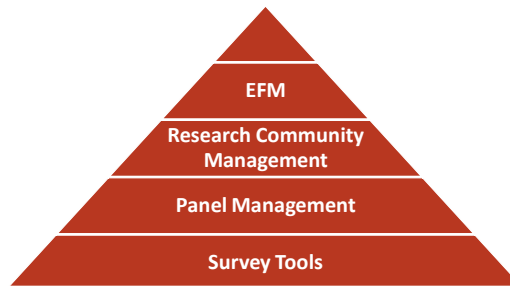 EFM
Research Community
Management
Panel Management
Survey Tools